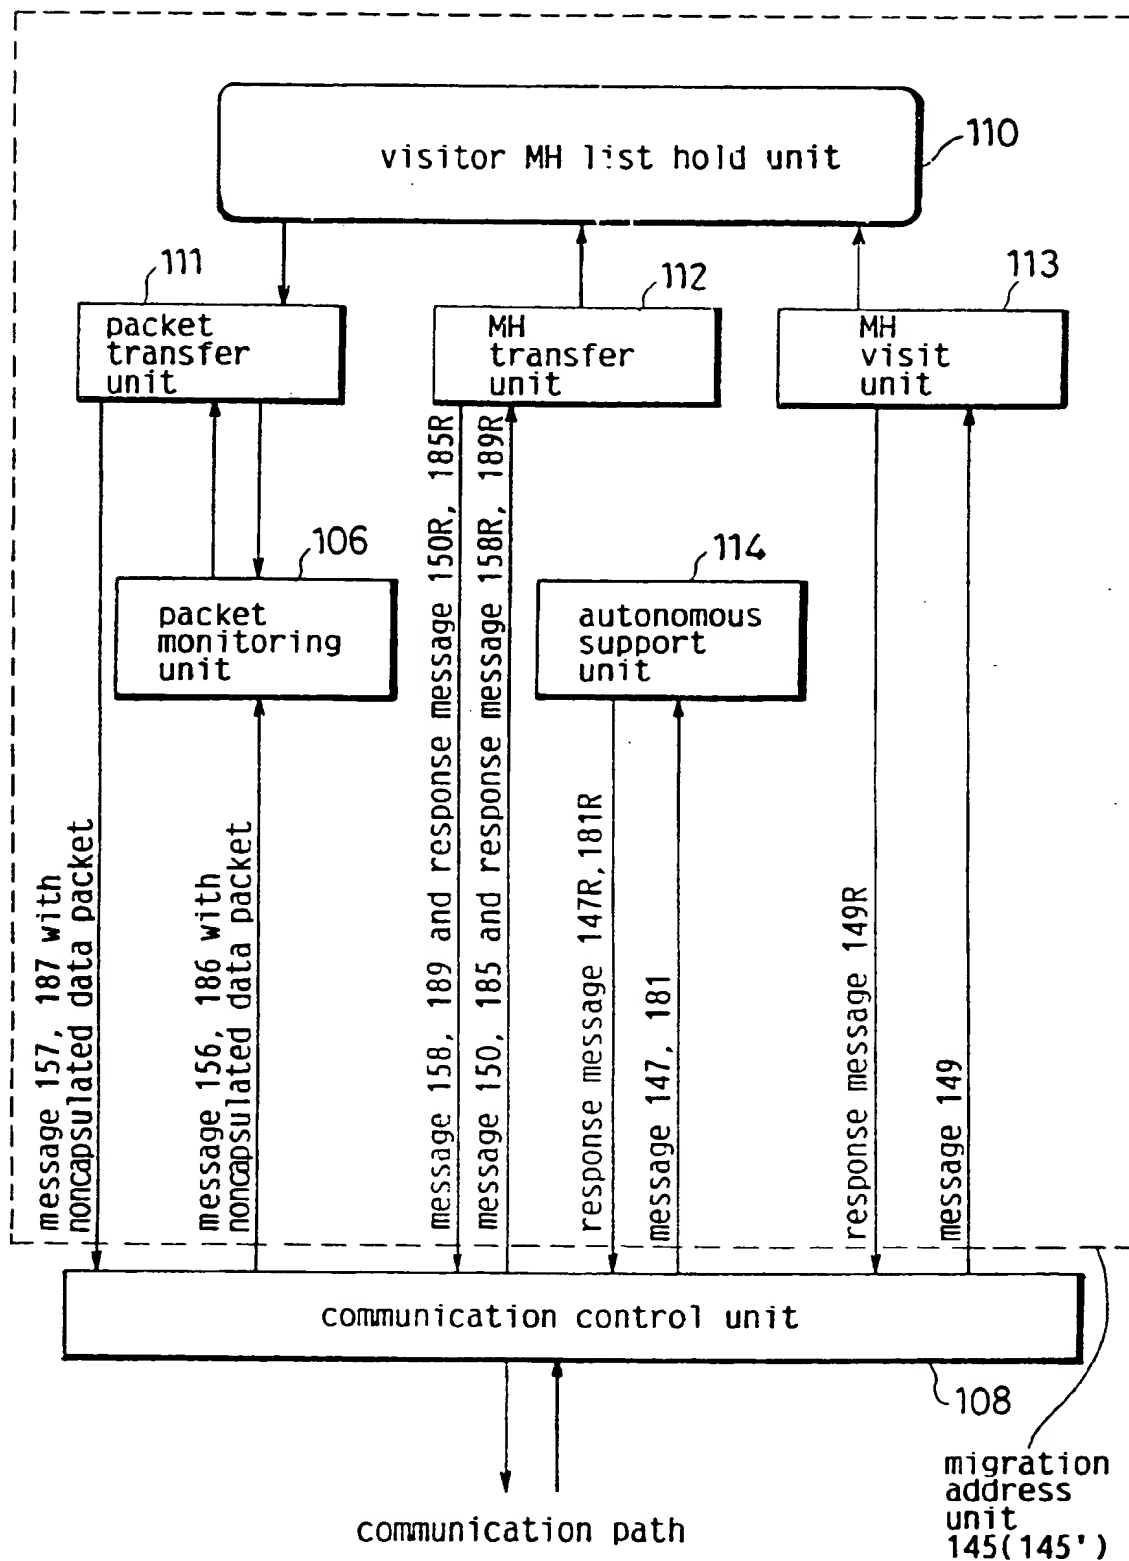 110
visitor MH list hold unit
111
112
113
packet
transfer
unit
MH
transfer
unit
MH
visit
unit
106
114
packet
monitoring
unit
autonomous
support
unit
message 157, 187 with
noncapsulated data packet
message 156, 186 with
noncapsulated data packet
message 158, 189 and response message 150R, 185R
message 150, 185 and response message 158R, 189R
response message 147R,181R
message 147, 181
response message 149R
message 149
communication control unit
108
communication path
migration
address
unit
145(145')